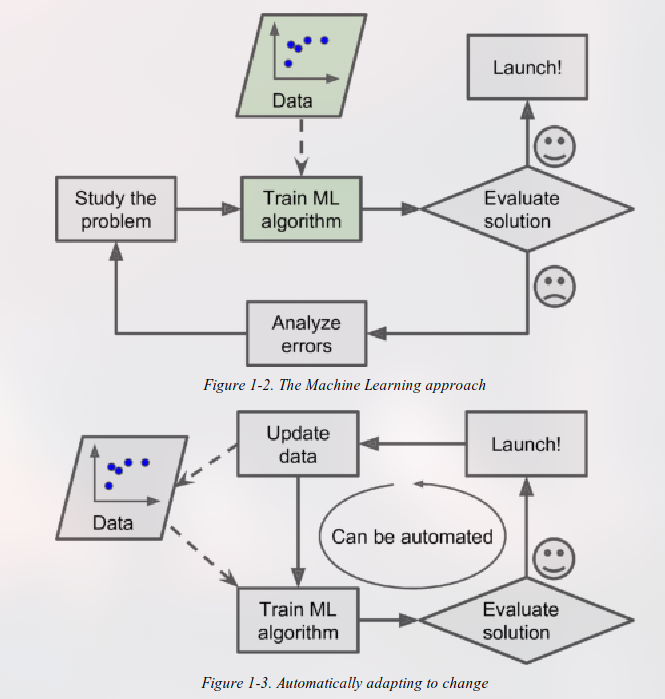 Data
Launch!
Study the
problem
Train ML
algorithm
Evaluate
solution
Analyze
errors
Figure 1-2. The Machine Learning approach
Update
data
Launch!
Data
Can be automated
Train ML
algorithm
Evaluate
solution
Figure 1-3. Automatically adapting to change